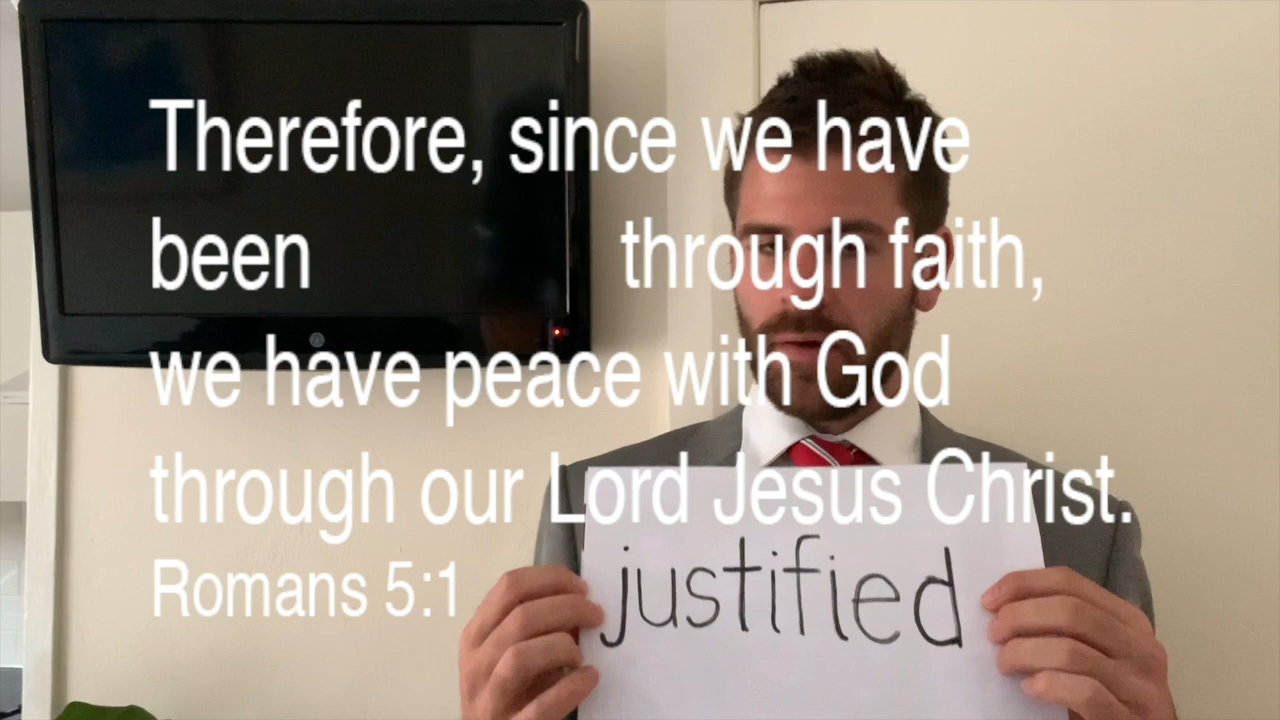 Therefore, since we have
been through faith,
we have peace with God
through our Lord Jesus Christ.
Romans 5:1
justified